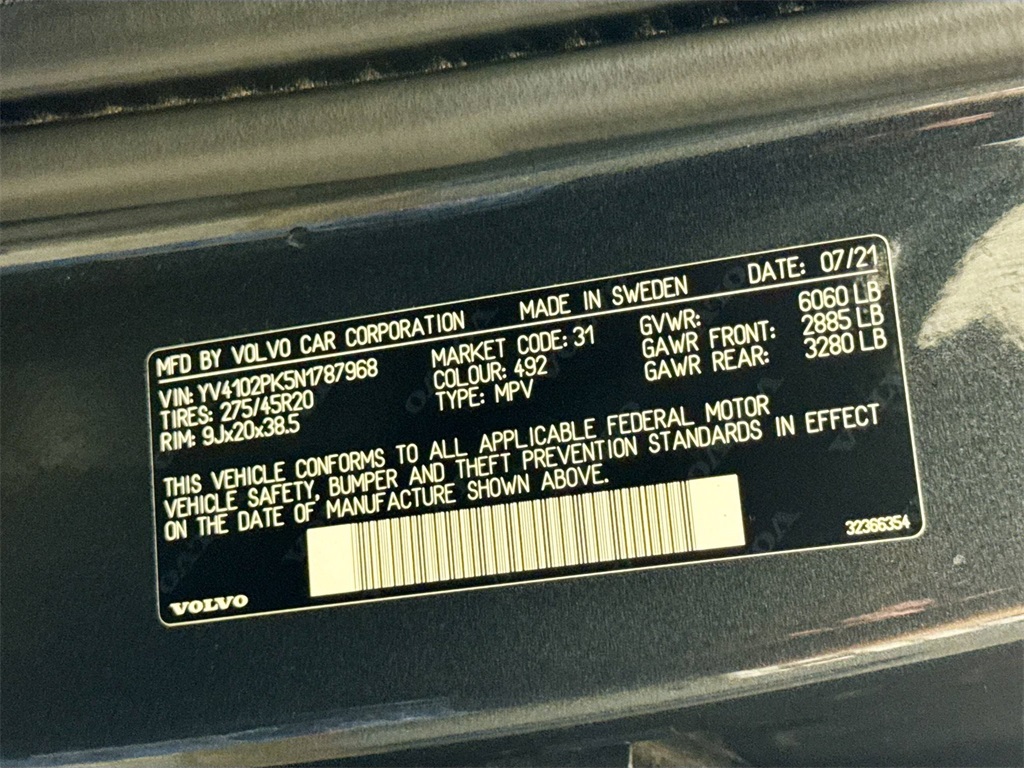 MFD BY VOLVO CAR CORPORATION MADE IN SWEDEN DATE: 07/21
VIN: YV4102PK5N1787968 MARKET CODE: 31 GVWR: 6060 LB
TIRES: 275/45R20 COLOUR: 492 GAWR FRONT: 2885 LB
RIM: 9Jx20x38.5 TYPE: MPV GAWR REAR: 3280 LB
THIS VEHICLE CONFORMS TO ALL APPLICABLE FEDERAL MOTOR
VEHICLE SAFETY, BUMPER AND THEFT PREVENTION STANDARDS IN EFFECT
ON THE DATE OF MANUFACTURE SHOWN ABOVE.
VOLVO 32366354